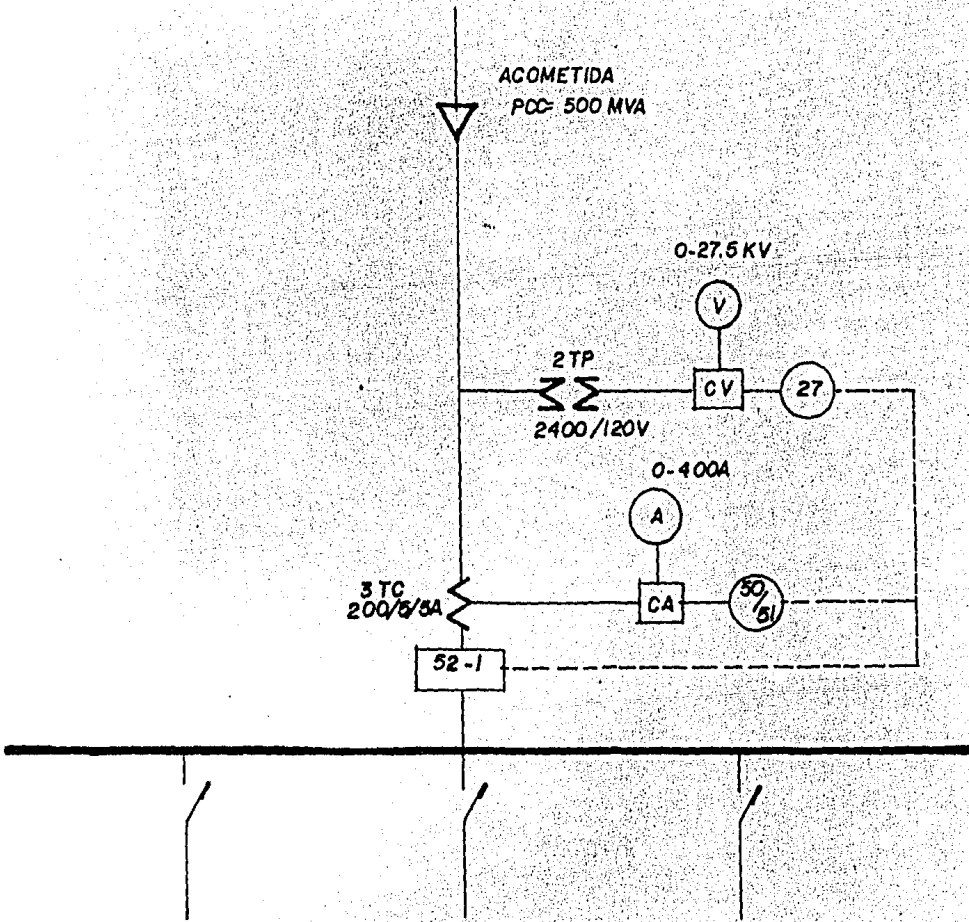 ACOMETIDA
PCC= 500 MVA
0-27.5 KV
V
2 TP
CV
27
2400/120V
0-400A
A
3 TC
200/5/5A
CA
50/
51
52-1